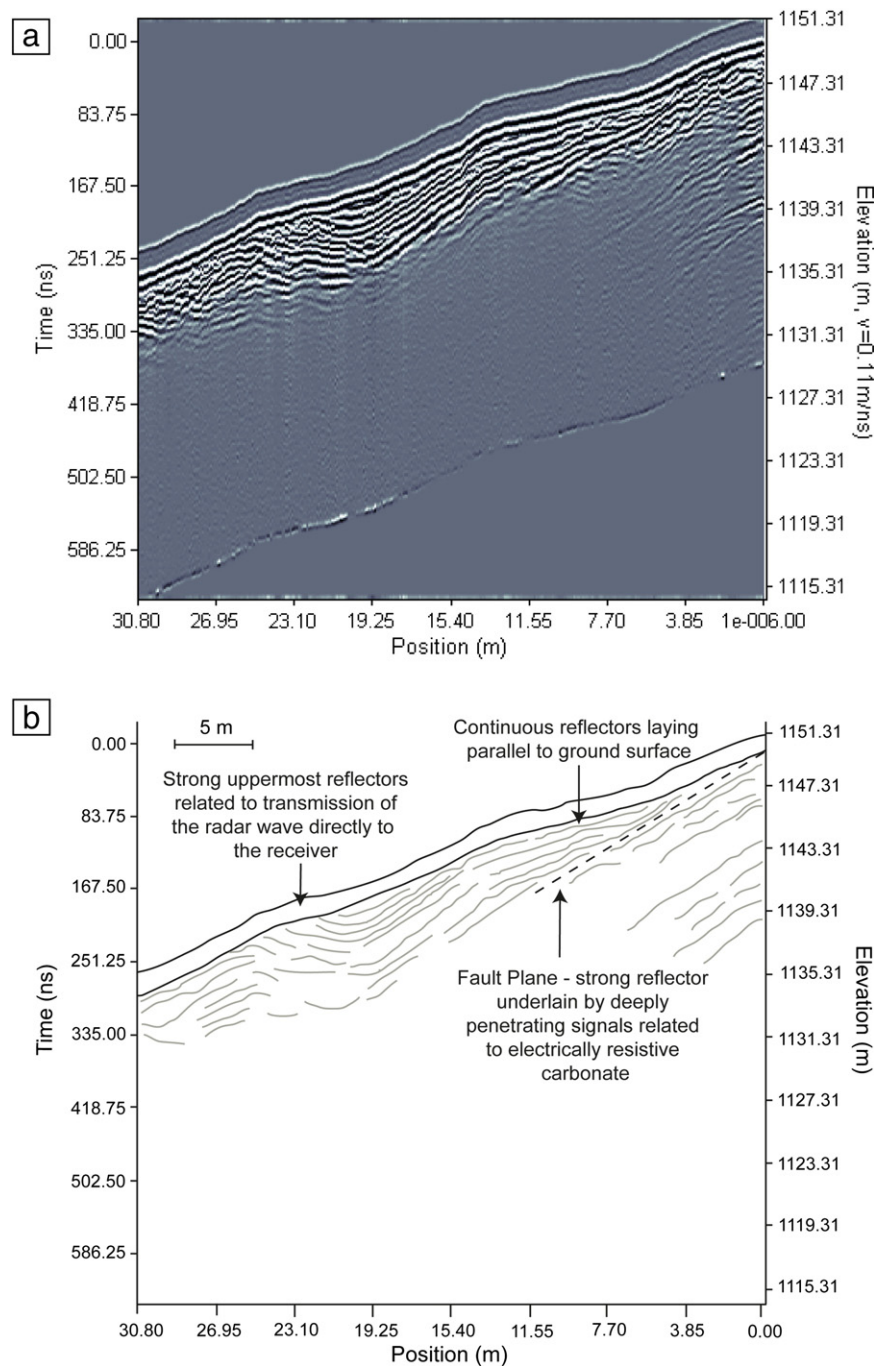 a
0.00
83.75
167.50
251.25
335.00
418.75
502.50
586.25
Time (ns)
1151.31
1147.31
1143.31
1139.31
1135.31
1131.31
1127.31
1123.31
1119.31
1115.31
Elevation (m, v=0.11m/ns)
30.80 26.95 23.10 19.25 15.40 11.55 7.70 3.85 1e-006.00
Position (m)
b
5 m
Strong uppermost reflectors
related to transmission of
the radar wave directly to
the receiver
Continuous reflectors laying
parallel to ground surface
Fault Plane - strong reflector
underlain by deeply
penetrating signals related
to electrically resistive
carbonate
0.00
83.75
167.50
251.25
335.00
418.75
502.50
586.25
Time (ns)
1151.31
1147.31
1143.31
1139.31
1135.31
1131.31
1127.31
1123.31
1119.31
1115.31
Elevation (m)
30.80 26.95 23.10 19.25 15.40 11.55 7.70 3.85 0.00
Position (m)